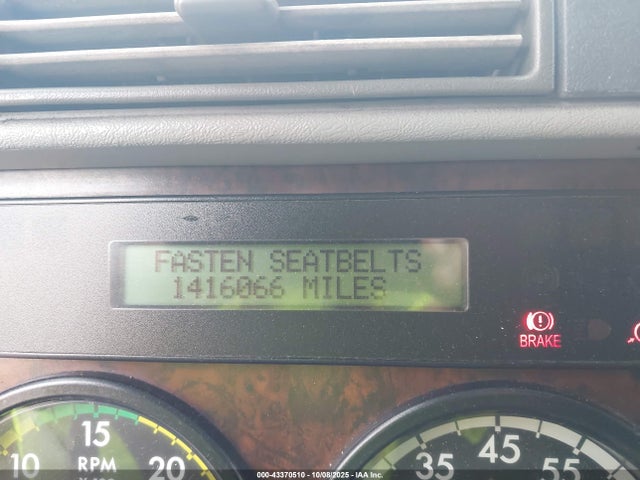 FASTEN SEATBELTS
1416066 MILES
BRAKE
10 15 20
RPM
35 45 55
000-43370510 | 10/08/2025 - IAA, Inc.